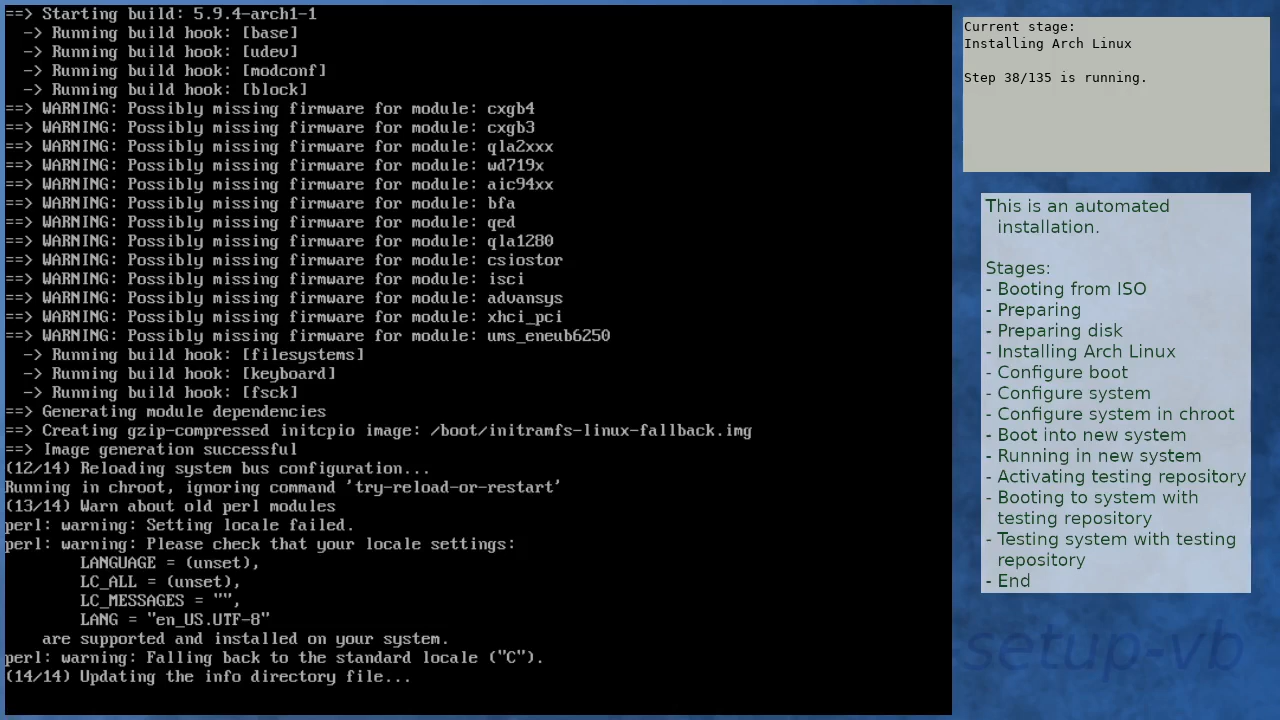 ==> Starting build: 5.9.4-arch1-1
  -> Running build hook: [base]
  -> Running build hook: [udev]
  -> Running build hook: [modconf]
  -> Running build hook: [block]
==> WARNING: Possibly missing firmware for module: cxgb4
==> WARNING: Possibly missing firmware for module: cxgb3
==> WARNING: Possibly missing firmware for module: qla2xxx
==> WARNING: Possibly missing firmware for module: wd719x
==> WARNING: Possibly missing firmware for module: aic94xx
==> WARNING: Possibly missing firmware for module: bfa
==> WARNING: Possibly missing firmware for module: qed
==> WARNING: Possibly missing firmware for module: qla1280
==> WARNING: Possibly missing firmware for module: csiostor
==> WARNING: Possibly missing firmware for module: isci
==> WARNING: Possibly missing firmware for module: advansys
==> WARNING: Possibly missing firmware for module: xhci_pci
==> WARNING: Possibly missing firmware for module: ums_eneub6250
  -> Running build hook: [filesystems]
  -> Running build hook: [keyboard]
  -> Running build hook: [fsck]
==> Generating module dependencies
==> Creating gzip-compressed initcpio image: /boot/initramfs-linux-fallback.img
==> Image generation successful
(12/14) Reloading system bus configuration...
Running in chroot, ignoring command 'try-reload-or-restart'
(13/14) Warn about old perl modules
perl: warning: Setting locale failed.
perl: warning: Please check that your locale settings:
        LANGUAGE = (unset),
        LC_ALL = (unset),
        LC_MESSAGES = "",
        LANG = "en_US.UTF-8"
    are supported and installed on your system.
perl: warning: Falling back to the standard locale ("C").
(14/14) Updating the info directory file...
Current stage:
Installing Arch Linux
Step 38/135 is running.
This is an automated
installation.
Stages:
- Booting from ISO
- Preparing
- Preparing disk
- Installing Arch Linux
- Configure boot
- Configure system
- Configure system in chroot
- Boot into new system
- Running in new system
- Activating testing repository
- Booting to system with
testing repository
- Testing system with testing
repository
- End
setup-vb